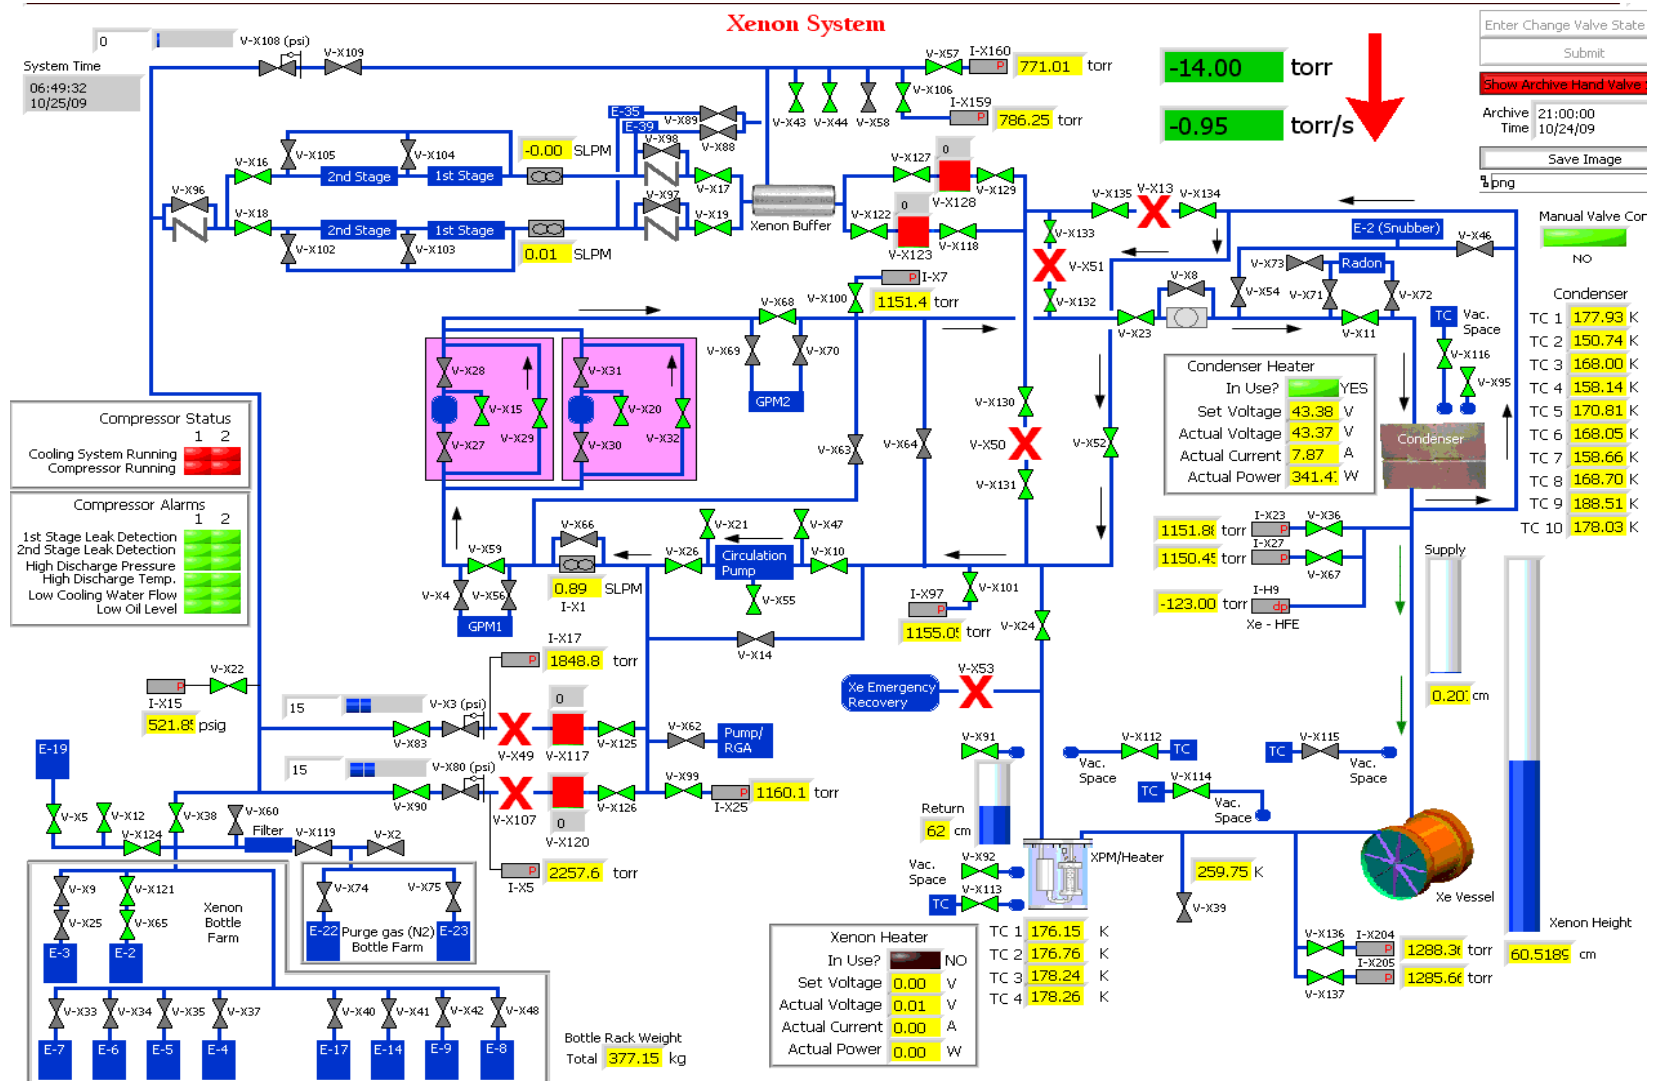 Xenon System
Enter Change Valve State
Submit
Show Archive Hand Valve
Archive Time 21:00:00 10/24/09
Save Image
png
Manual Valve Cor
NO
System Time
06:49:32
10/25/09
0
V-X108 (psi)
V-X109
V-X57
I-X160
771.01 torr
-14.00 torr
-0.95 torr/s
V-X43
V-X44
V-X58
V-X106
I-X159
786.25 torr
E-35
V-X89
E-39
V-X98
V-X88
V-X16
V-X105
V-X104
-0.00 SLPM
2nd Stage
1st Stage
V-X17
V-X127
0
V-X129
V-X128
V-X96
V-X18
V-X97
V-X19
Xenon Buffer
V-X122
0
V-X118
V-X123
2nd Stage
1st Stage
V-X102
V-X103
0.01 SLPM
V-X135
V-X13
V-X134
V-X133
V-X51
V-X132
E-2 (Snubber)
V-X46
V-X73
Radon
V-X8
V-X54
V-X71
V-X72
V-X23
V-X11
I-X7
V-X100
1151.4 torr
V-X68
V-X69
V-X70
GPM2
V-X28
V-X15
V-X27
V-X29
V-X31
V-X20
V-X30
V-X32
V-X63
V-X64
V-X130
V-X50
V-X131
V-X52
Condenser
TC 1 177.93 K
TC 2 150.74 K
TC 3 168.00 K
TC 4 158.14 K
TC 5 170.81 K
TC 6 168.05 K
TC 7 158.66 K
TC 8 168.70 K
TC 9 188.51 K
TC 10 178.03 K
TC
Vac. Space
V-X116
V-X95
Condenser
Condenser Heater
In Use? YES
Set Voltage 43.38 V
Actual Voltage 43.37 V
Actual Current 7.87 A
Actual Power 341.4 W
Compressor Status
1 2
Cooling System Running
Compressor Running
Compressor Alarms
1 2
1st Stage Leak Detection
2nd Stage Leak Detection
High Discharge Pressure
High Discharge Temp.
Low Cooling Water Flow
Low Oil Level
V-X59
V-X4
V-X56
GPM1
V-X66
0.89 SLPM
I-X1
V-X26
V-X21
Circulation Pump
V-X47
V-X10
V-X55
V-X14
I-X97
V-X101
1155.0 torr
V-X24
I-X23
V-X36
1151.8 torr
I-X27
V-X67
1150.4 torr
I-H9
-123.00 torr
Xe - HFE
Supply
0.20 cm
I-X17
1848.8 torr
V-X22
I-X15
521.8 psig
15
V-X3 (psi)
V-X83
V-X49
0
V-X117
V-X125
V-X62
Pump/ RGA
15
V-X80 (psi)
V-X90
V-X107
0
V-X120
V-X126
V-X99
I-X25
1160.1 torr
I-X5
2257.6 torr
Xe Emergency Recovery
V-X53
V-X91
Return
62 cm
V-X92
Vac. Space
V-X113
TC
XPM/Heater
TC 1 176.15 K
TC 2 176.76 K
TC 3 178.24 K
TC 4 178.26 K
V-X112
TC
Vac. Space
V-X114
TC
Vac. Space
V-X115
TC
Vac. Space
259.75 K
V-X39
Xe Vessel
Xenon Height
60.518 cm
V-X136
I-X204
1288.3 torr
I-X205
V-X137
1285.6 torr
E-19
V-X5
V-X12
V-X124
V-X38
V-X60
Filter
V-X119
V-X2
V-X9
V-X25
E-3
V-X121
V-X65
E-2
Xenon Bottle Farm
V-X74
V-X75
E-22
Purge gas (N2) Bottle Farm
E-23
V-X33
V-X34
V-X35
V-X37
V-X40
V-X41
V-X42
V-X48
E-7
E-6
E-5
E-4
E-17
E-14
E-9
E-8
Bottle Rack Weight
Total 377.15 kg
Xenon Heater
In Use? NO
Set Voltage 0.00 V
Actual Voltage 0.01 V
Actual Current 0.00 A
Actual Power 0.00 W